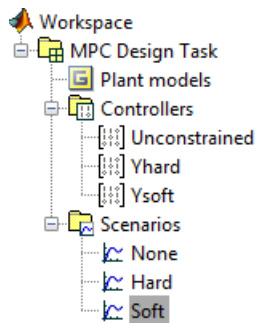 Workspace
MPC Design Task
G Plant models
Controllers
Unconstrained
Yhard
Ysoft
Scenarios
None
Hard
Soft